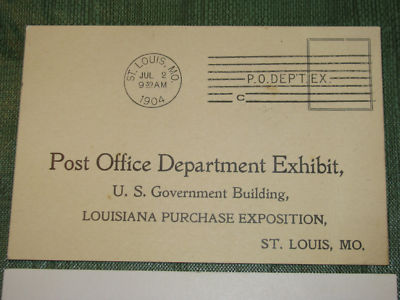 ST. LOUIS, MO.
JUL 2
9 30 AM
1904
P.O. DEP'T. EX.
C
Post Office Department Exhibit,
U. S. Government Building,
LOUISIANA PURCHASE EXPOSITION,
ST. LOUIS, MO.